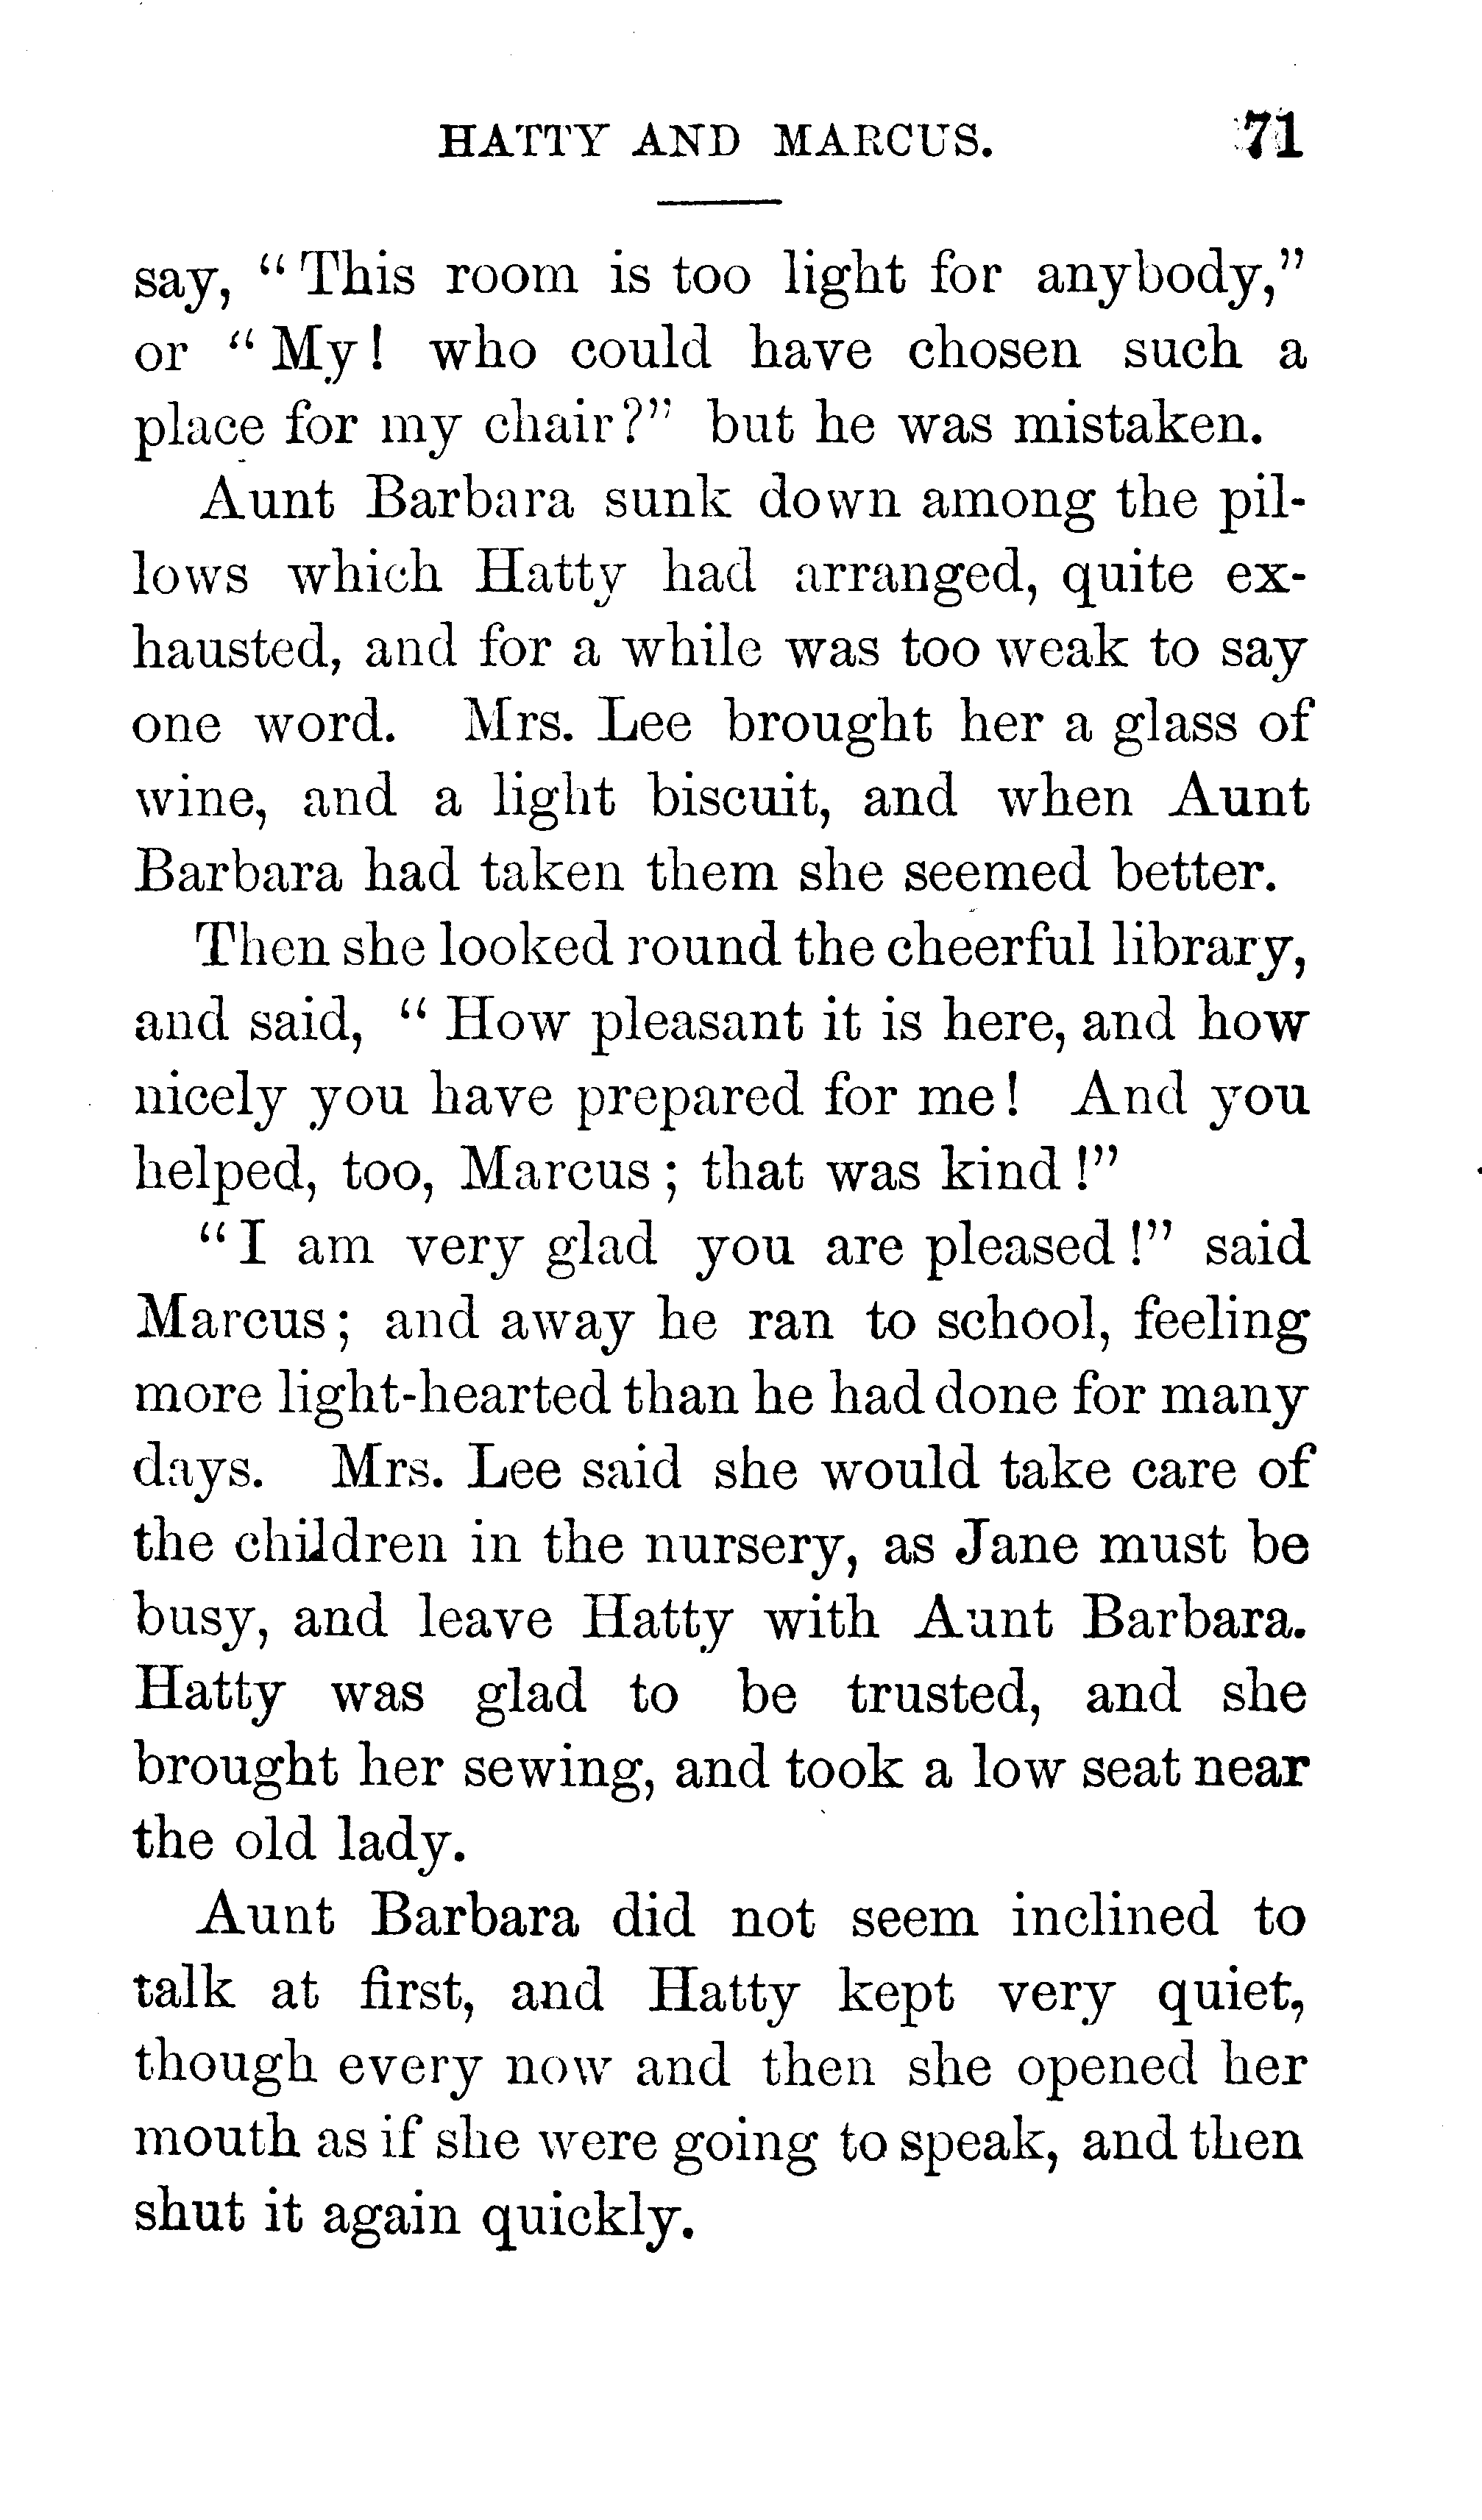 HATTY AND MARCUS. 71
say, "This room is too light for anybody,"
or "My! who could have chosen such a
place for my chair?" but he was mistaken.
Aunt Barbara sunk down among the pil-
lows which Hatty had arranged, quite ex-
hausted, and for a while was too weak to say
one word. Mrs. Lee brought her a glass of
wine, and a light biscuit, and when Aunt
Barbara had taken them she seemed better.
Then she looked round the cheerful library,
and said, "How pleasant it is here, and how
nicely you have prepared for me! And you
helped, too, Marcus; that was kind!"
"I am very glad you are pleased!" said
Marcus; and away he ran to school, feeling
more light-hearted than he had done for many
days. Mrs. Lee said she would take care of
the children in the nursery, as Jane must be
busy, and leave Hatty with Aunt Barbara.
Hatty was glad to be trusted, and she
brought her sewing, and took a low seat near
the old lady.
Aunt Barbara did not seem inclined to
talk at first, and Hatty kept very quiet,
though every now and then she opened her
mouth as if she were going to speak, and then
shut it again quickly.